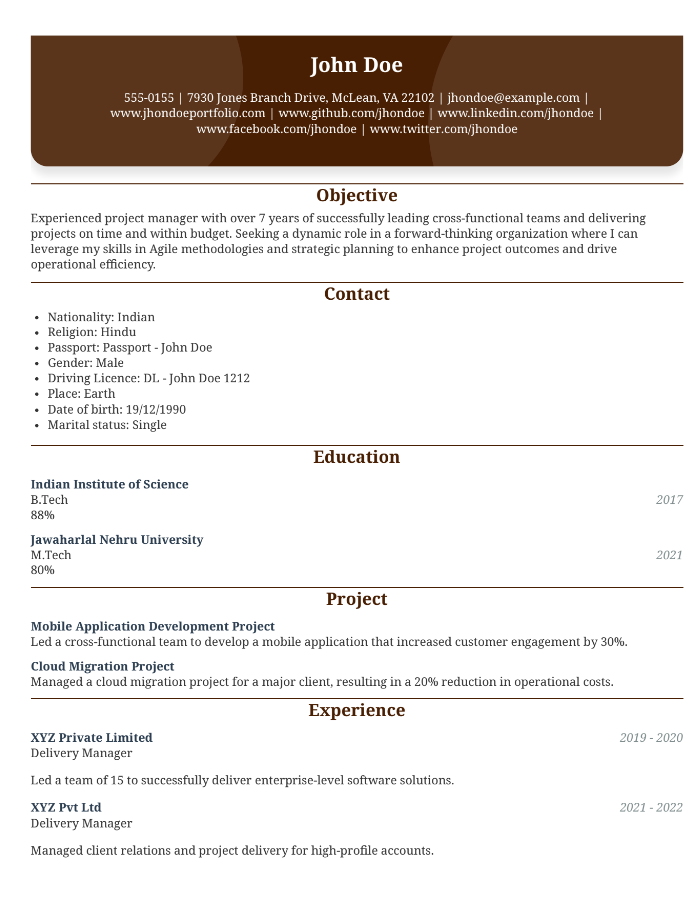 John Doe
555-0155 | 7930 Jones Branch Drive, McLean, VA 22102 | jhondoe@example.com |
www.jhondoeportfolio.com | www.github.com/jhondoe | www.linkedin.com/jhondoe |
www.facebook.com/jhondoe | www.twitter.com/jhondoe
Objective
Experienced project manager with over 7 years of successfully leading cross-functional teams and delivering
projects on time and within budget. Seeking a dynamic role in a forward-thinking organization where I can
leverage my skills in Agile methodologies and strategic planning to enhance project outcomes and drive
operational efficiency.
Contact
• Nationality: Indian
• Religion: Hindu
• Passport: Passport - John Doe
• Gender: Male
• Driving Licence: DL - John Doe 1212
• Place: Earth
• Date of birth: 19/12/1990
• Marital status: Single
Education
Indian Institute of Science
B.Tech 2017
88%
Jawaharlal Nehru University
M.Tech 2021
80%
Project
Mobile Application Development Project
Led a cross-functional team to develop a mobile application that increased customer engagement by 30%.
Cloud Migration Project
Managed a cloud migration project for a major client, resulting in a 20% reduction in operational costs.
Experience
XYZ Private Limited 2019 - 2020
Delivery Manager
Led a team of 15 to successfully deliver enterprise-level software solutions.
XYZ Pvt Ltd 2021 - 2022
Delivery Manager
Managed client relations and project delivery for high-profile accounts.